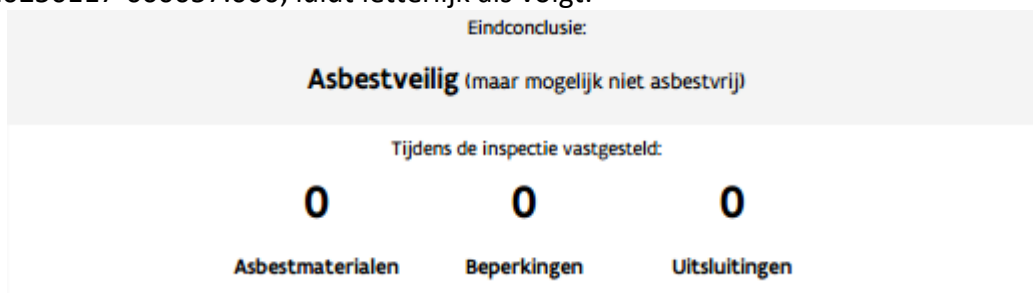 Eindconclusie:
Asbestveilig (maar mogelijk niet asbestvrij)
Tijdens de inspectie vastgesteld:
0 0 0
Asbestmaterialen Beperkingen Uitsluitingen